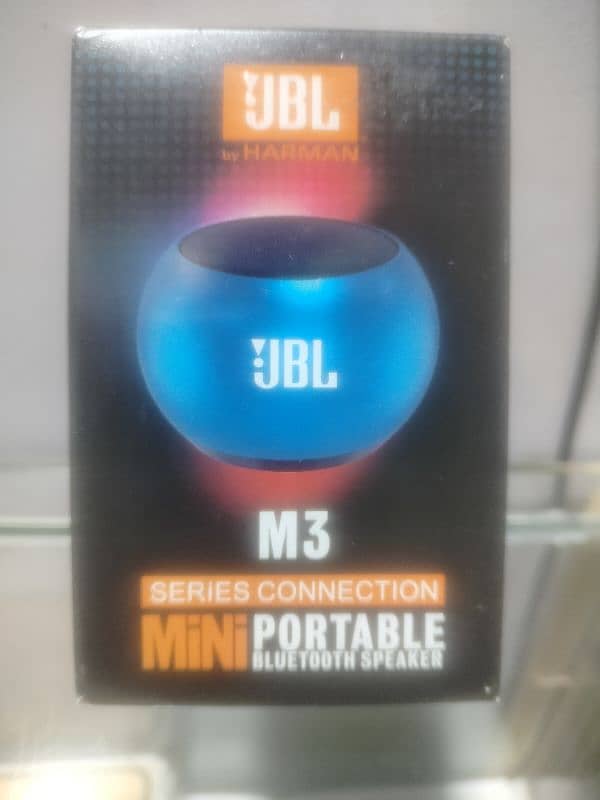 JBL
by HARMAN
JBL
M3
SERIES CONNECTION
MiNi PORTABLE
BLUETOOTH SPEAKER